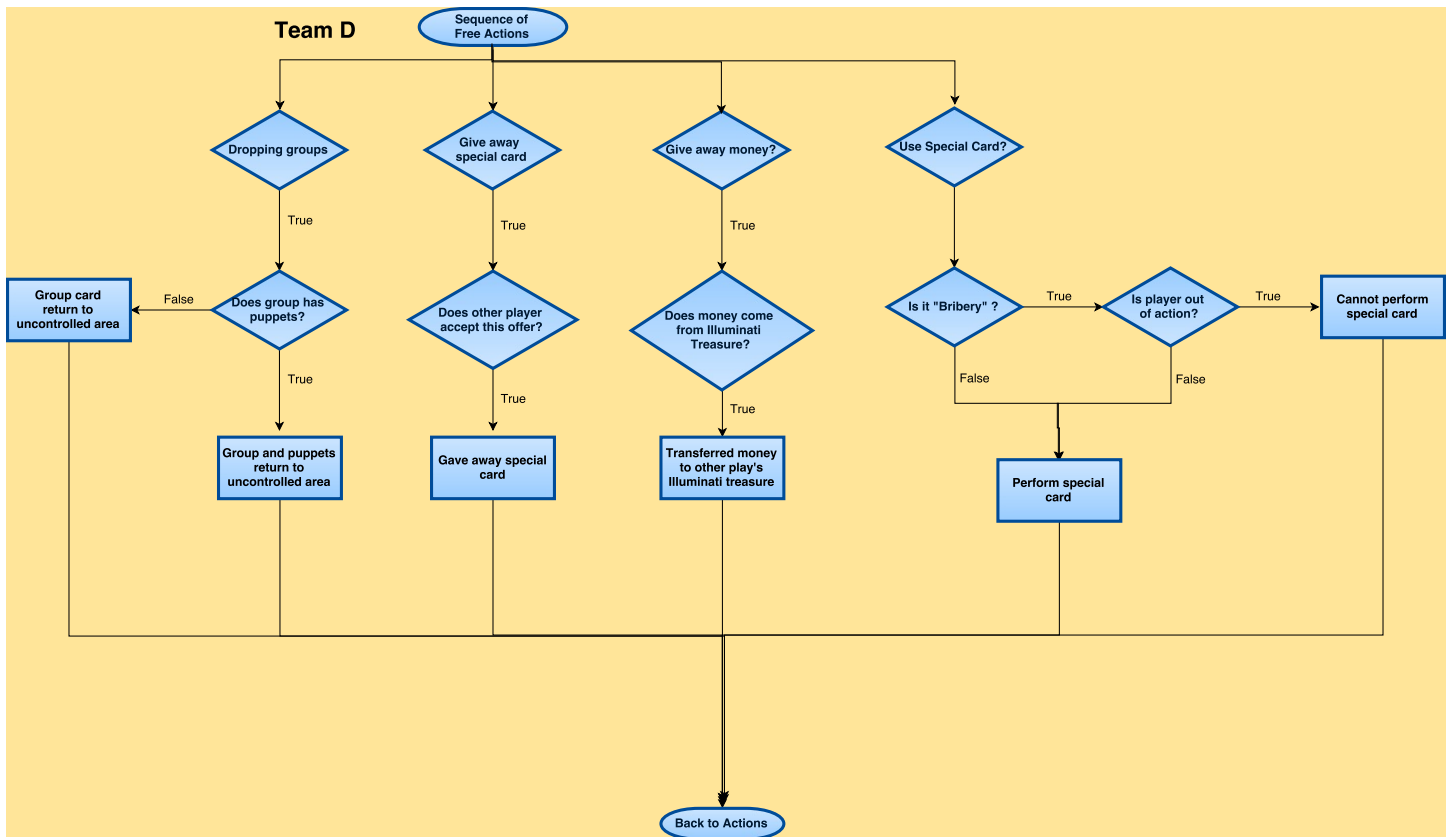 Team D
Sequence of
Free Actions
Dropping groups
Give away
special card
Give away money?
Use Special Card?
True
True
True
Group card
return to
uncontrolled area
False
Does group has
puppets?
Does other player
accept this offer?
Does money come
from Illuminati
Treasure?
Is it "Bribery" ?
True
Is player out
of action?
True
Cannot perform
special card
True
True
True
False
False
Group and puppets
return to
uncontrolled area
Gave away special
card
Transferred money
to other play's
Illuminati treasure
Perform special
card
Back to Actions